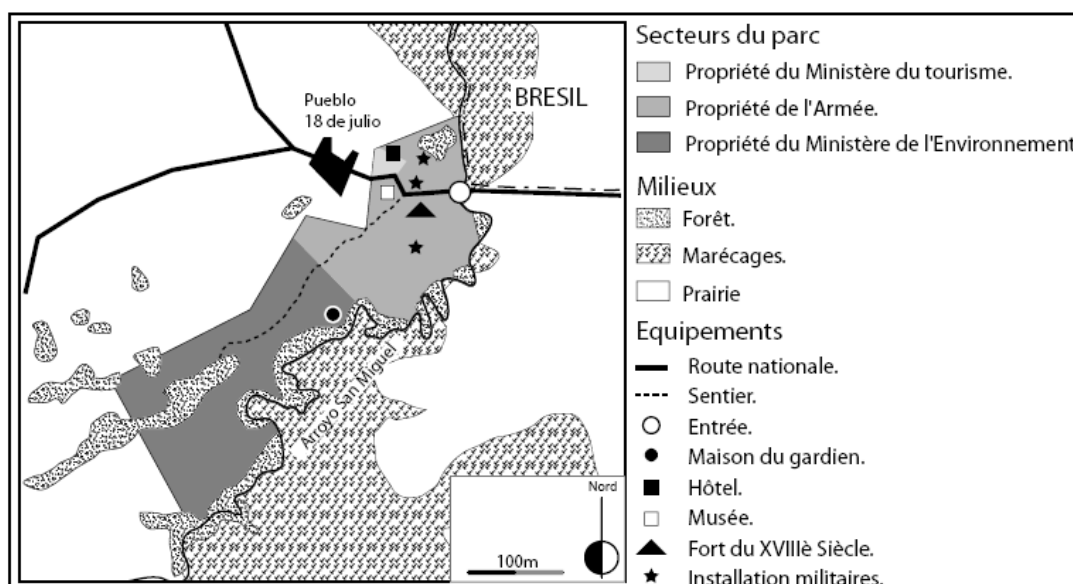 Pueblo
18 de julio
BRESIL
Arroyo San Miguel
Nord
100m
Secteurs du parc
Propriété du Ministère du tourisme.
Propriété de l'Armée.
Propriété du Ministère de l'Environnement
Milieux
Forêt.
Marécages.
Prairie
Equipements
Route nationale.
Sentier.
Entrée.
Maison du gardien.
Hôtel.
Musée.
Fort du XVIIIè Siècle.
Installation militaires.